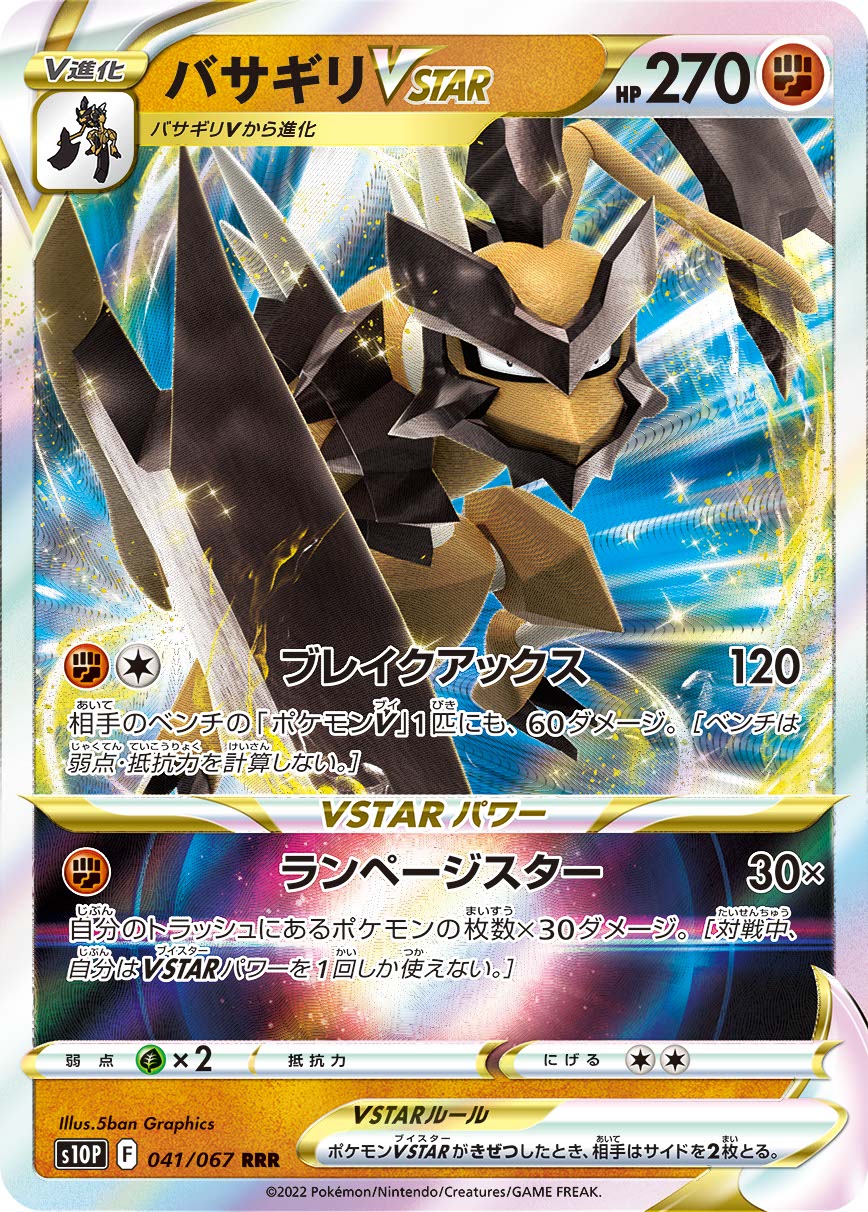 V進化
バサギリVSTAR
HP 270
バサギリVから進化
ブレイクアックス 120
相手のベンチの「ポケモンV」1匹にも、60ダメージ。[ベンチは
弱点・抵抗力を計算しない。]
VSTARパワー
ランページスター 30×
自分のトラッシュにあるポケモンの枚数×30ダメージ。[対戦中、
自分はVSTARパワーを1回しか使えない。]
弱点 ×2 抵抗力 にげる
Illus.5ban Graphics
VSTARルール
ポケモンVSTARがきぜつしたとき、相手はサイドを2枚とる。
s10P F 041/067 RRR
©2022 Pokémon/Nintendo/Creatures/GAME FREAK.